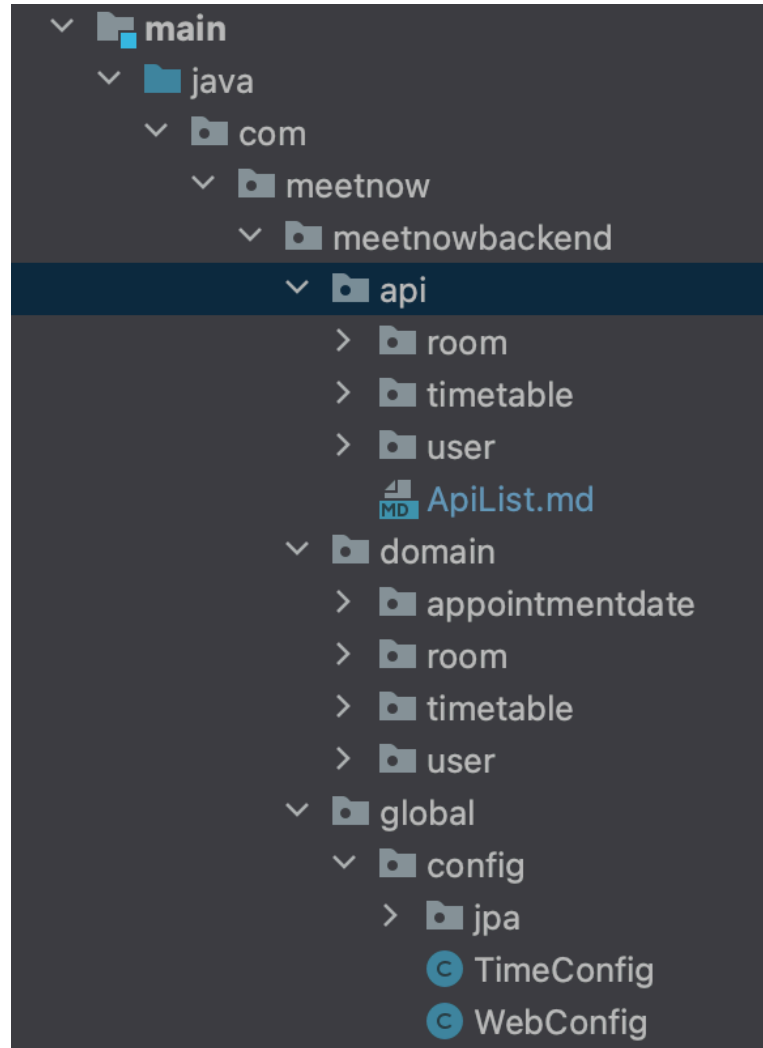 main
java
com
meetnow
meetnowbackend
api
room
timetable
user
MD ApiList.md
domain
appointmentdate
room
timetable
user
global
config
jpa
C TimeConfig
C WebConfig